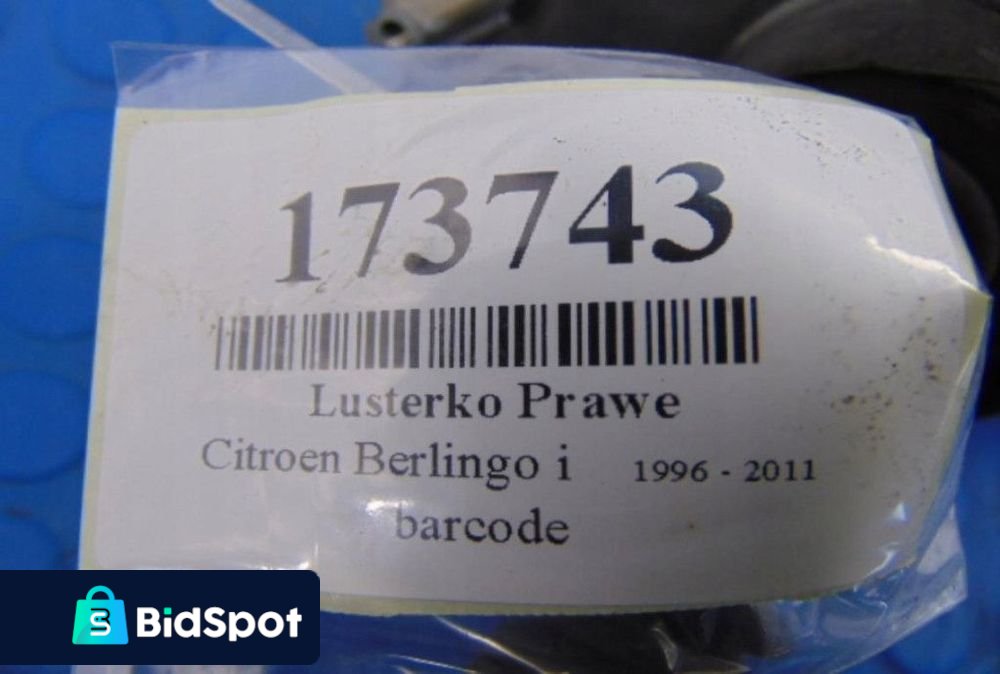 173743
Lusterko Prawe
Citroen Berlingo i 1996 - 2011
barcode
BidSpot